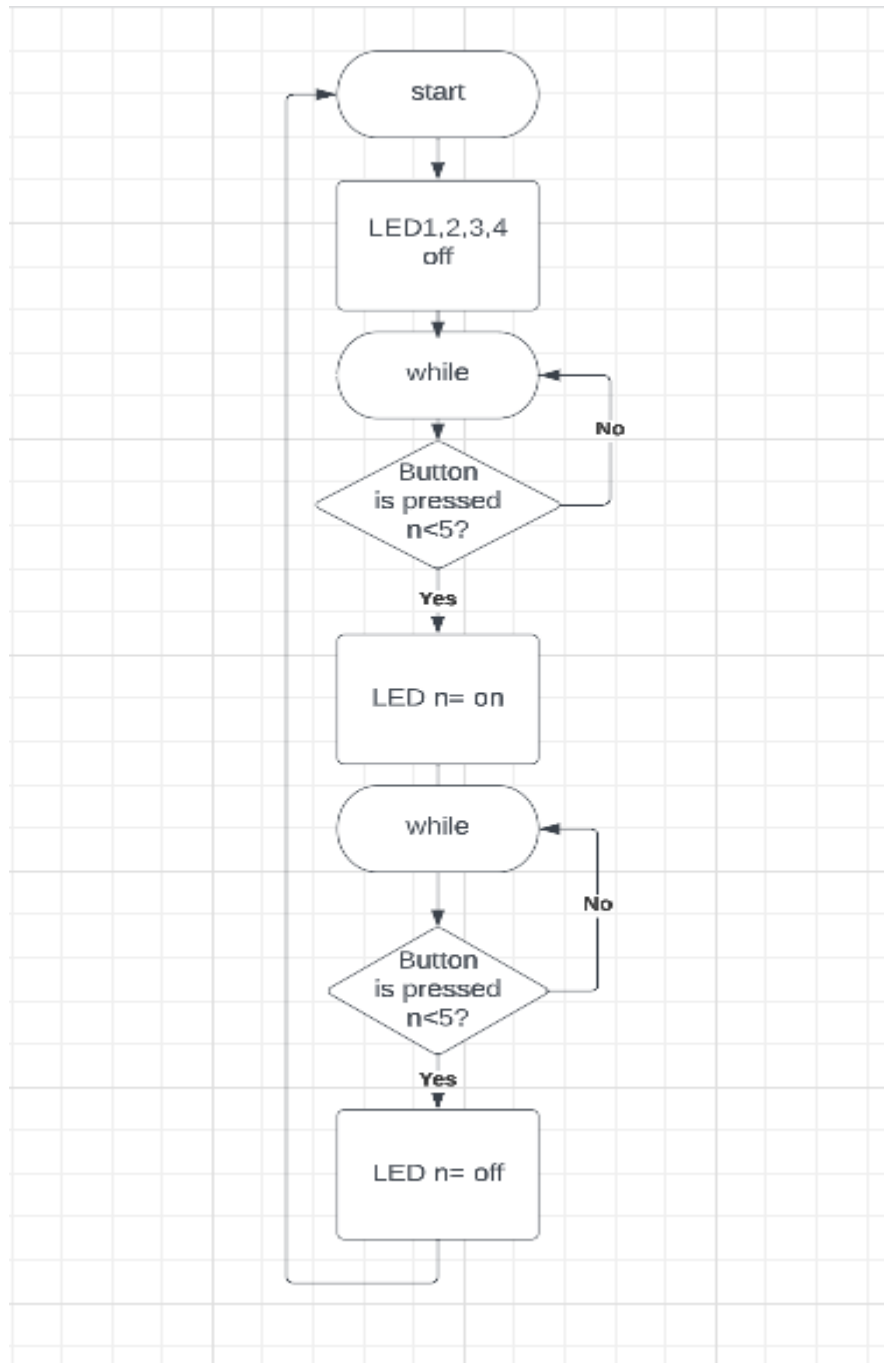 start
LED1,2,3,4
off
while
No
Button
is pressed
n<5?
Yes
LED n= on
while
No
Button
is pressed
n<5?
Yes
LED n= off